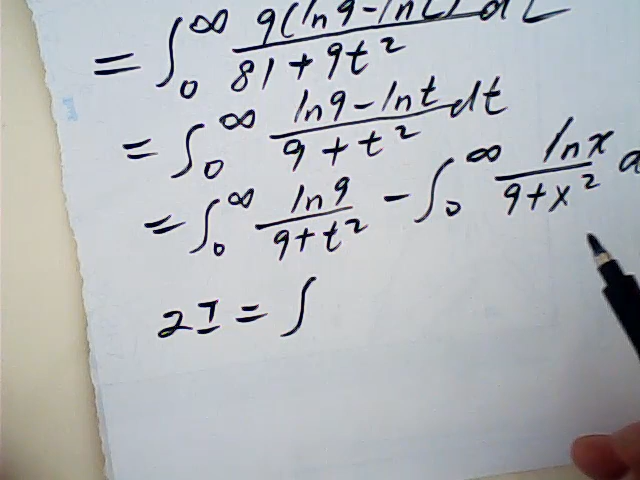 = ∫₀^∞ 9(ln9-lnt)/(81+9t²) dt
= ∫₀^∞ (ln9-lnt)/(9+t²) dt
= ∫₀^∞ ln9/(9+t²) - ∫₀^∞ lnx/(9+x²) d
2I = ∫